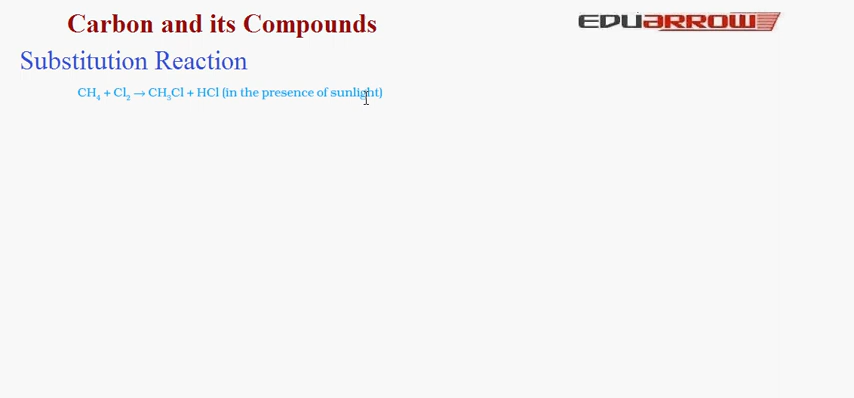 Carbon and its Compounds
EDUARROW
Substitution Reaction
CH₄ + Cl₂ → CH₃Cl + HCl (in the presence of sunlight)